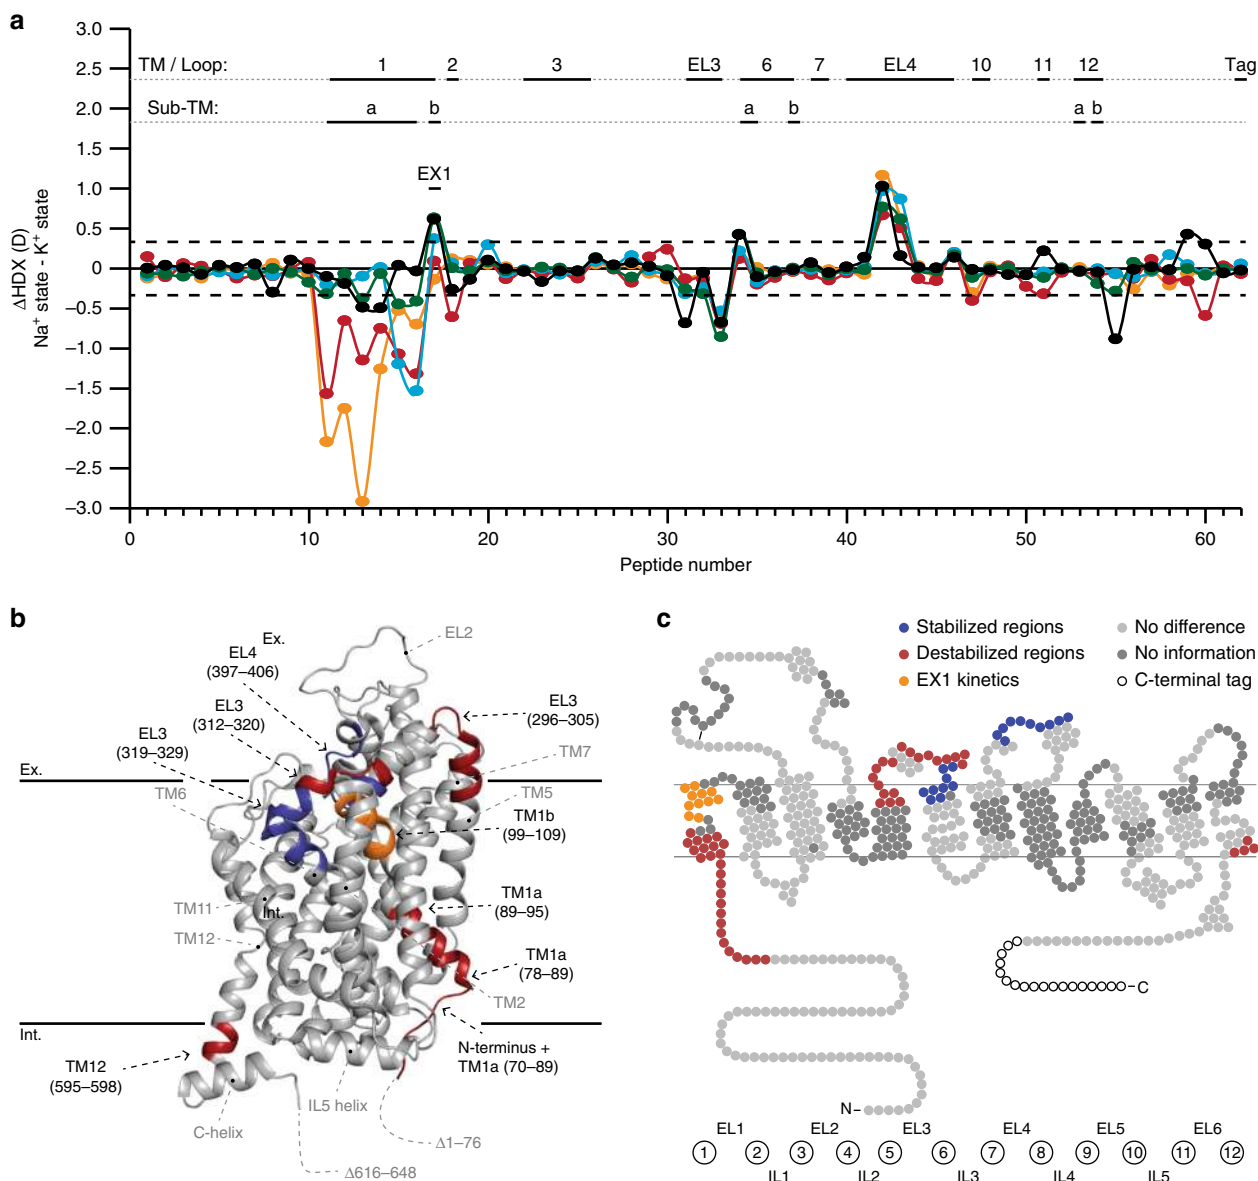 a
3.0
2.5
2.0
1.5
1.0
0.5
0
−0.5
−1.0
−1.5
−2.0
−2.5
−3.0
ΔHDX (D)
Na⁺ state - K⁺ state
TM / Loop:
1
2
3
EL3
6
7
EL4
10
11
12
Tag
Sub-TM:
a
b
a
b
a
b
EX1
0
10
20
30
40
50
60
Peptide number
b
Ex.
EL2
EL4
(397–406)
EL3
(312–320)
EL3
(319–329)
EL3
(296–305)
Ex.
TM7
TM6
TM5
TM1b
(99–109)
TM1a
(89–95)
TM11
Int.
TM12
TM1a
(78–89)
TM2
Int.
N-terminus +
TM1a (70–89)
TM12
(595–598)
IL5 helix
C-helix
Δ1–76
Δ616–648
c
Stabilized regions
Destabilized regions
EX1 kinetics
No difference
No information
C-terminal tag
C
N
EL1
EL2
EL3
EL4
EL5
EL6
1
2
3
4
5
6
7
8
9
10
11
12
IL1
IL2
IL3
IL4
IL5